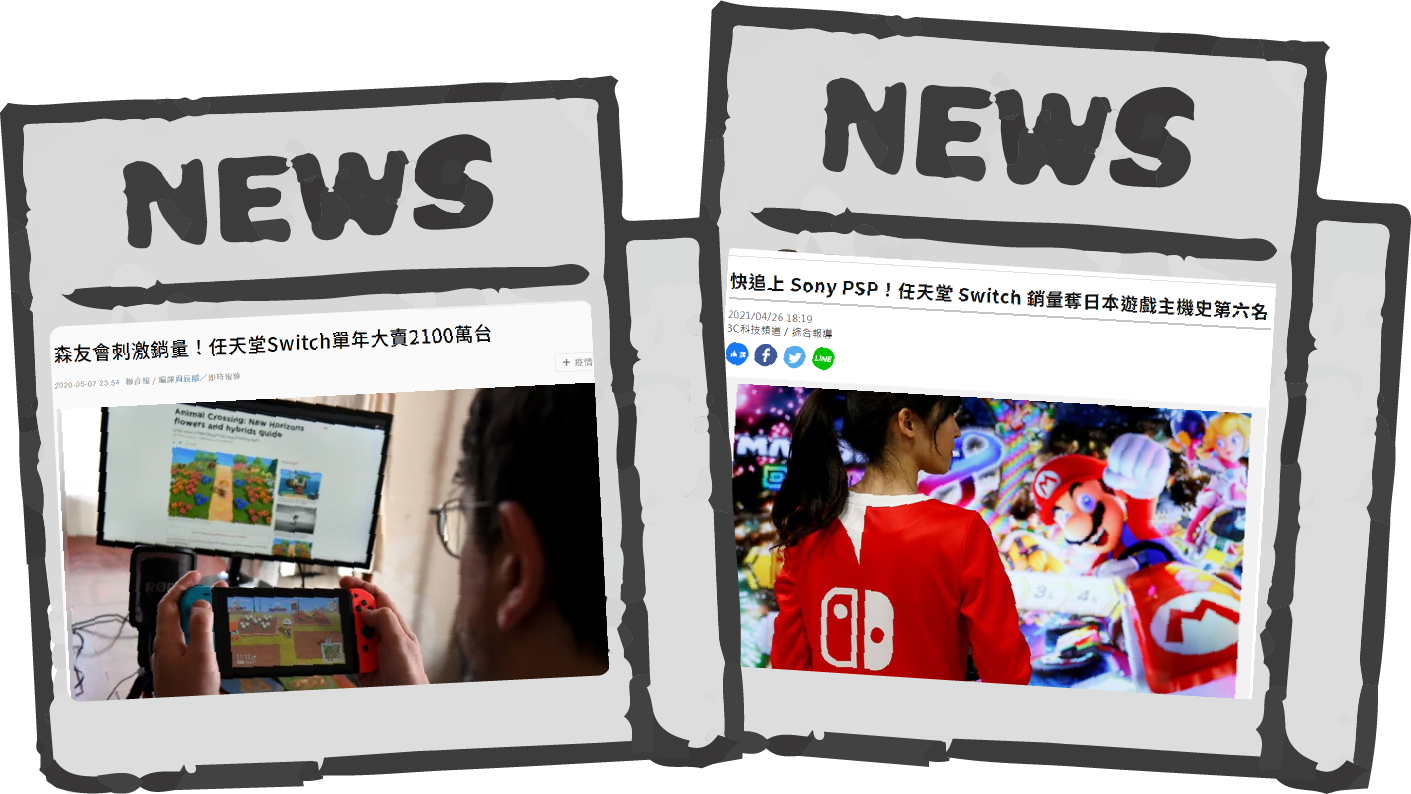 NEWS
森友會刺激銷量！任天堂Switch單年大賣2100萬台
+ 疫情
2020-05-07 23:54 聯合報 / 編譯
／即時報導
Animal Crossing: New Horizons
flowers and hybrids guide
NEWS
快追上 Sony PSP！任天堂 Switch 銷量奪日本遊戲主機史第六名
2021/04/26 18:19
3C科技頻道 / 綜合報導
讚
LINE
M
3
4